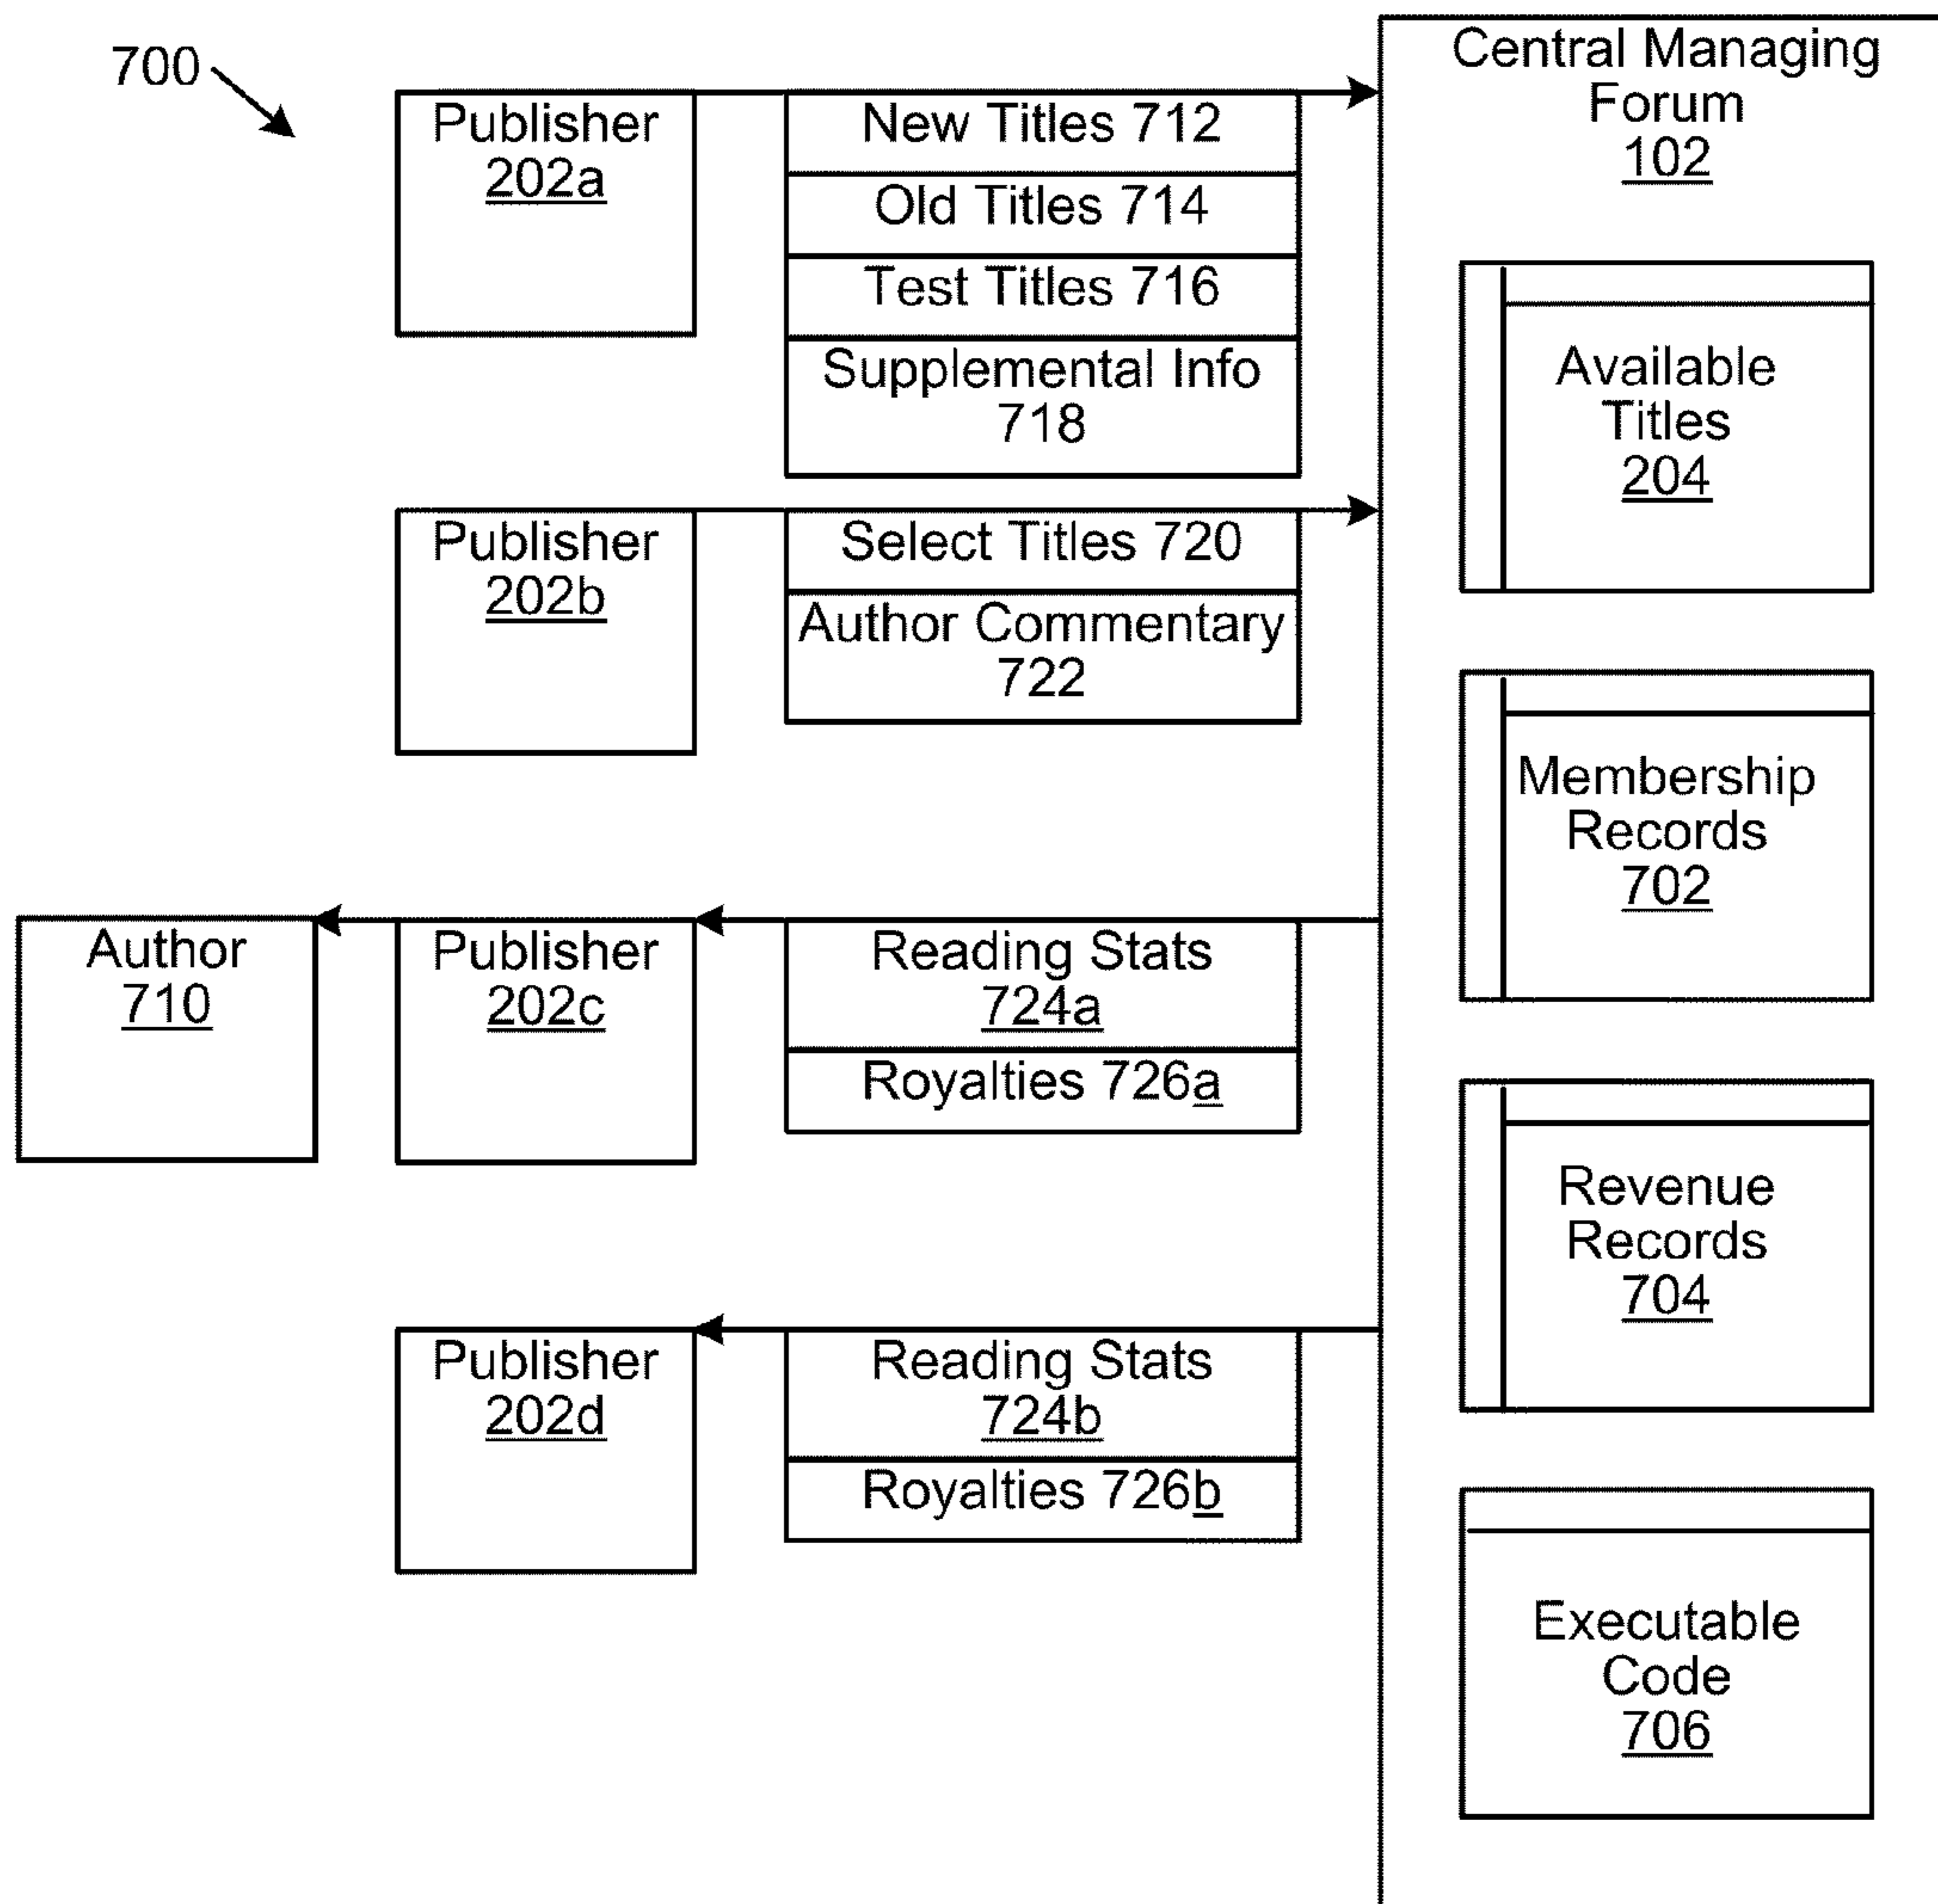 700
Publisher
202a
New Titles 712
Old Titles 714
Test Titles 716
Supplemental Info
718
Publisher
202b
Select Titles 720
Author Commentary
722
Author
710
Publisher
202c
Reading Stats
724a
Royalties 726a
Publisher
202d
Reading Stats
724b
Royalties 726b
Central Managing
Forum
102
Available
Titles
204
Membership
Records
702
Revenue
Records
704
Executable
Code
706